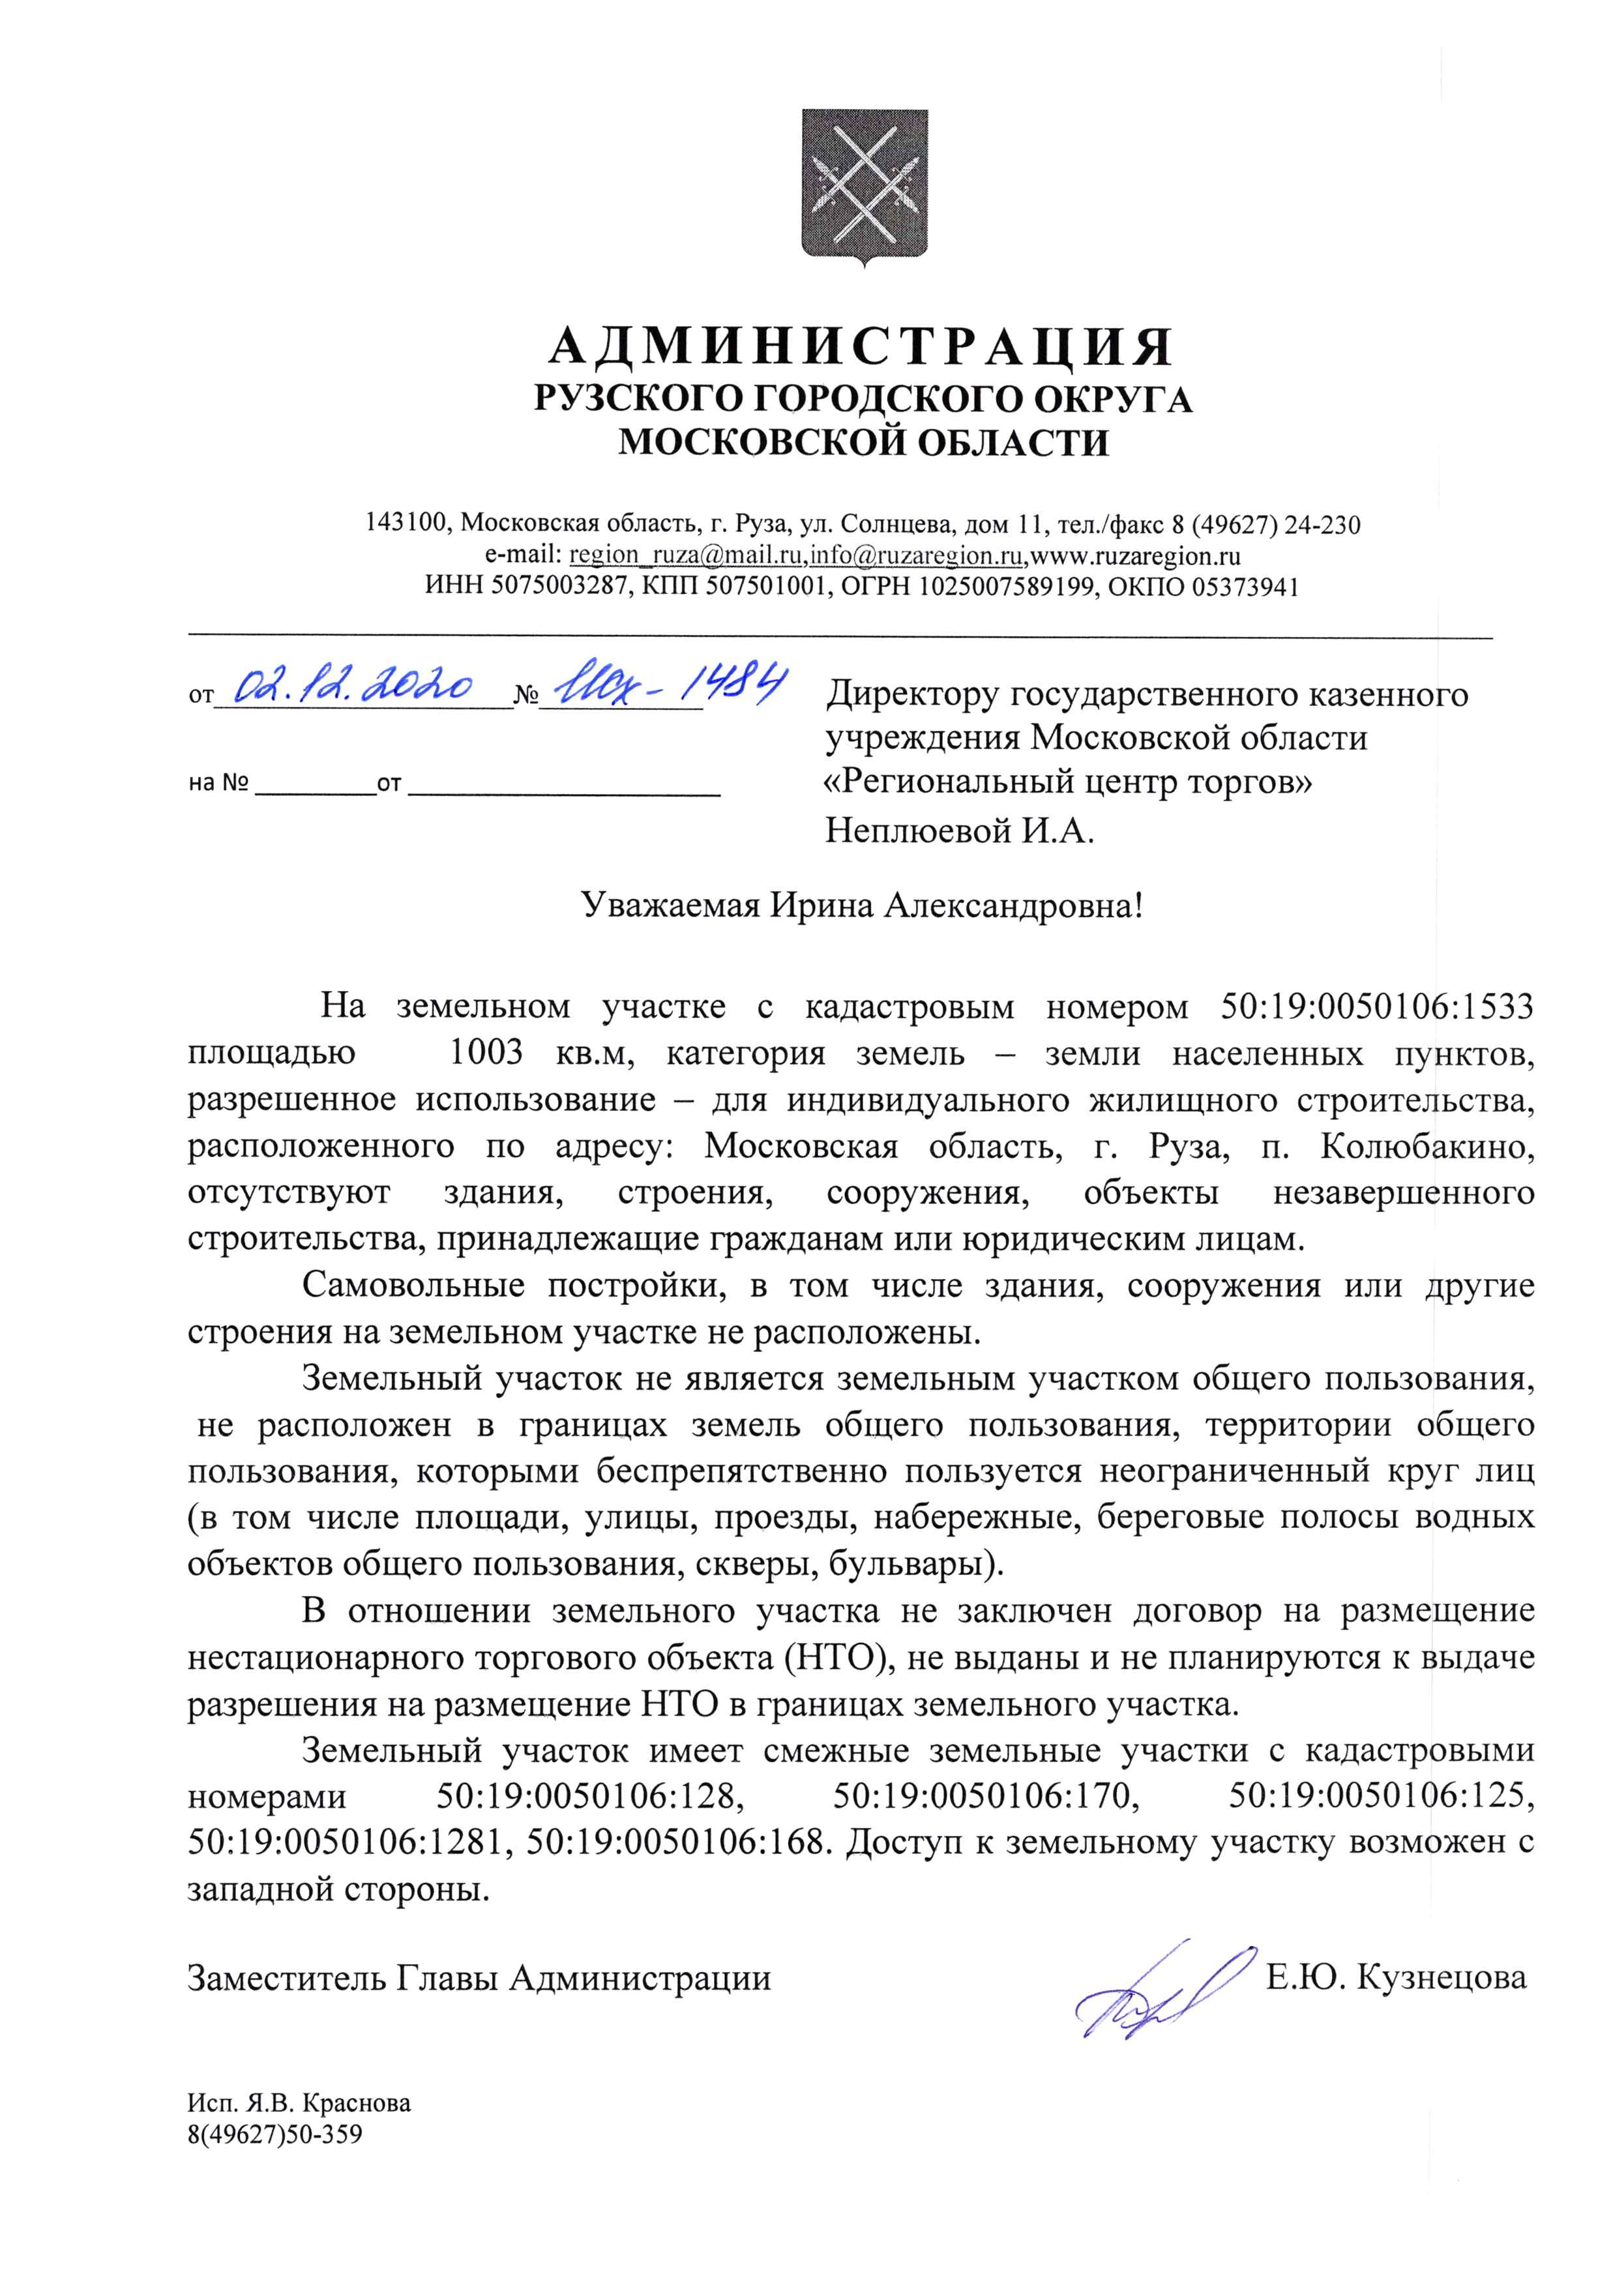 АДМИНИСТРАЦИЯ
РУЗСКОГО ГОРОДСКОГО ОКРУГА
МОСКОВСКОЙ ОБЛАСТИ
143100, Московская область, г. Руза, ул. Солнцева, дом 11, тел./факс 8 (49627) 24-230
e-mail: region_ruza@mail.ru,info@ruzaregion.ru,www.ruzaregion.ru
ИНН 5075003287, КПП 507501001, ОГРН 1025007589199, ОКПО 05373941
от 02.12.2020 № Исх- 1484
на № от
Директору государственного казенного
учреждения Московской области
«Региональный центр торгов»
Неплюевой И.А.
Уважаемая Ирина Александровна!
На земельном участке с кадастровым номером 50:19:0050106:1533
площадью 1003 кв.м, категория земель – земли населенных пунктов,
разрешенное использование – для индивидуального жилищного строительства,
расположенного по адресу: Московская область, г. Руза, п. Колюбакино,
отсутствуют здания, строения, сооружения, объекты незавершенного
строительства, принадлежащие гражданам или юридическим лицам.
Самовольные постройки, в том числе здания, сооружения или другие
строения на земельном участке не расположены.
Земельный участок не является земельным участком общего пользования,
не расположен в границах земель общего пользования, территории общего
пользования, которыми беспрепятственно пользуется неограниченный круг лиц
(в том числе площади, улицы, проезды, набережные, береговые полосы водных
объектов общего пользования, скверы, бульвары).
В отношении земельного участка не заключен договор на размещение
нестационарного торгового объекта (НТО), не выданы и не планируются к выдаче
разрешения на размещение НТО в границах земельного участка.
Земельный участок имеет смежные земельные участки с кадастровыми
номерами 50:19:0050106:128, 50:19:0050106:170, 50:19:0050106:125,
50:19:0050106:1281, 50:19:0050106:168. Доступ к земельному участку возможен с
западной стороны.
Заместитель Главы Администрации Е.Ю. Кузнецова
Исп. Я.В. Краснова
8(49627)50-359